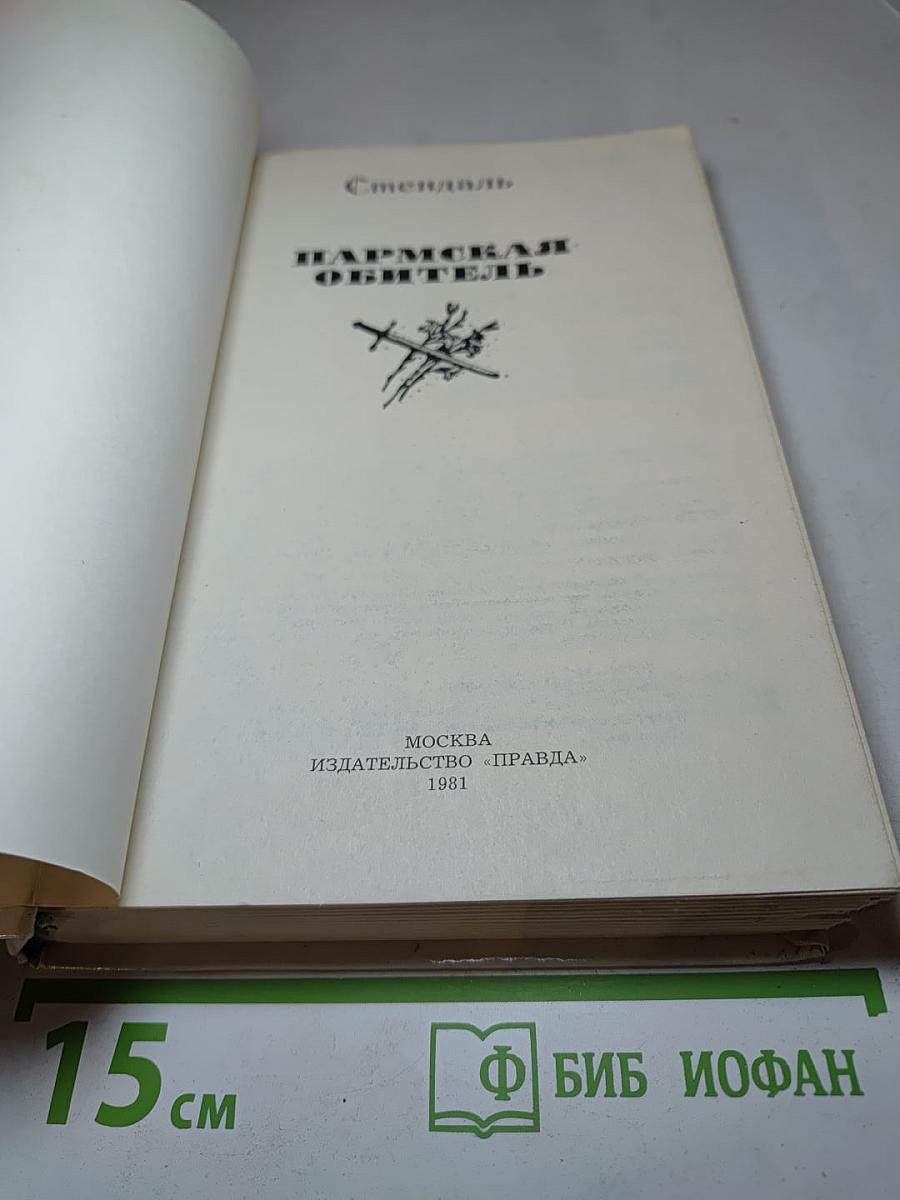 Стендаль
ПАРМСКАЯ
ОБИТЕЛЬ
МОСКВА
ИЗДАТЕЛЬСТВО «ПРАВДА»
1981
15 см
Ф БИБ ИОФАН